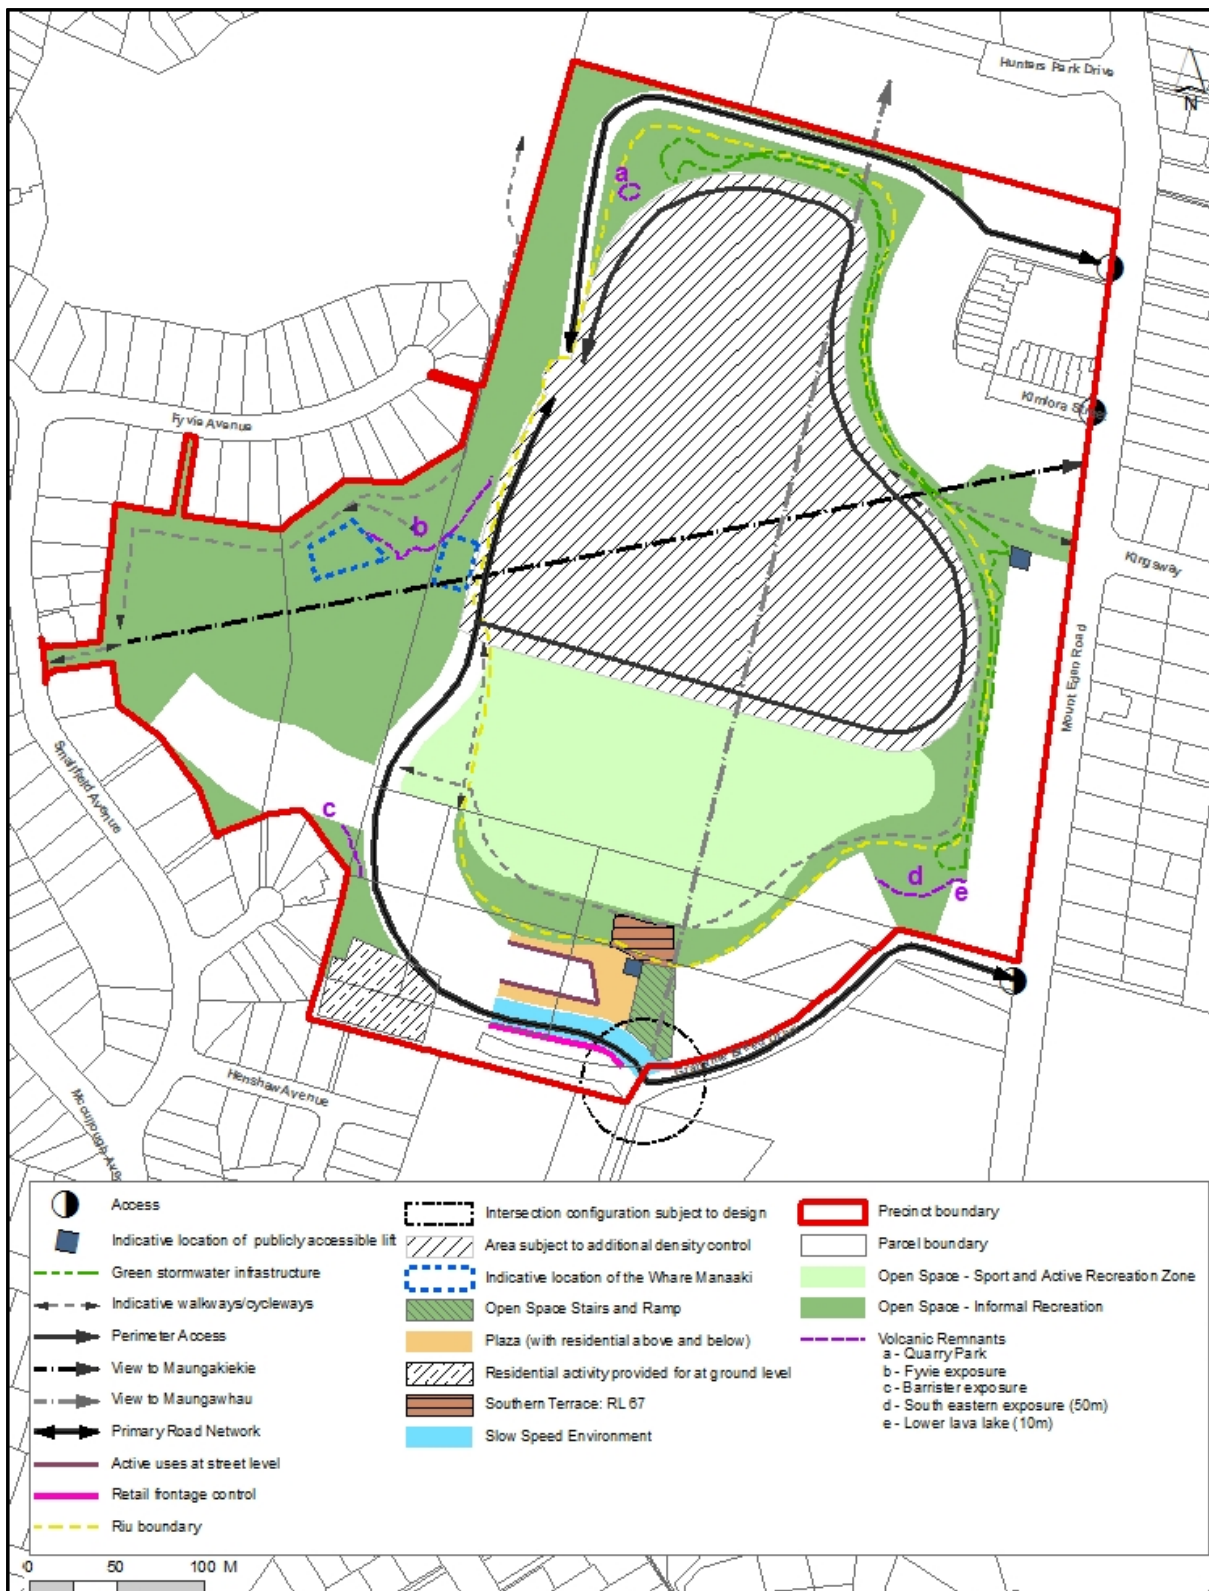 Hunters Park Drive
N
a
Fyvie Avenue
Kimlora Street
b
Kingsway
Mount Eden Road
Smallfield Avenue
c
d
e
Henshaw Avenue
Access
Indicative location of publicly accessible lift
Green stormwater infrastructure
Indicative walkways/cycleways
Perimeter Access
View to Maungakiekie
View to Maungawhau
Primary Road Network
Active uses at street level
Retail frontage control
Riu boundary
0 50 100 M
Intersection configuration subject to design
Area subject to additional density control
Indicative location of the Whare Manaaki
Open Space Stairs and Ramp
Plaza (with residential above and below)
Residential activity provided for at ground level
Southern Terrace: RL 67
Slow Speed Environment
Precinct boundary
Parcel boundary
Open Space - Sport and Active Recreation Zone
Open Space - Informal Recreation
Volcanic Remnants
a - Quarry Park
b - Fyvie exposure
c - Barrister exposure
d - South eastern exposure (50m)
e - Lower lava lake (10m)